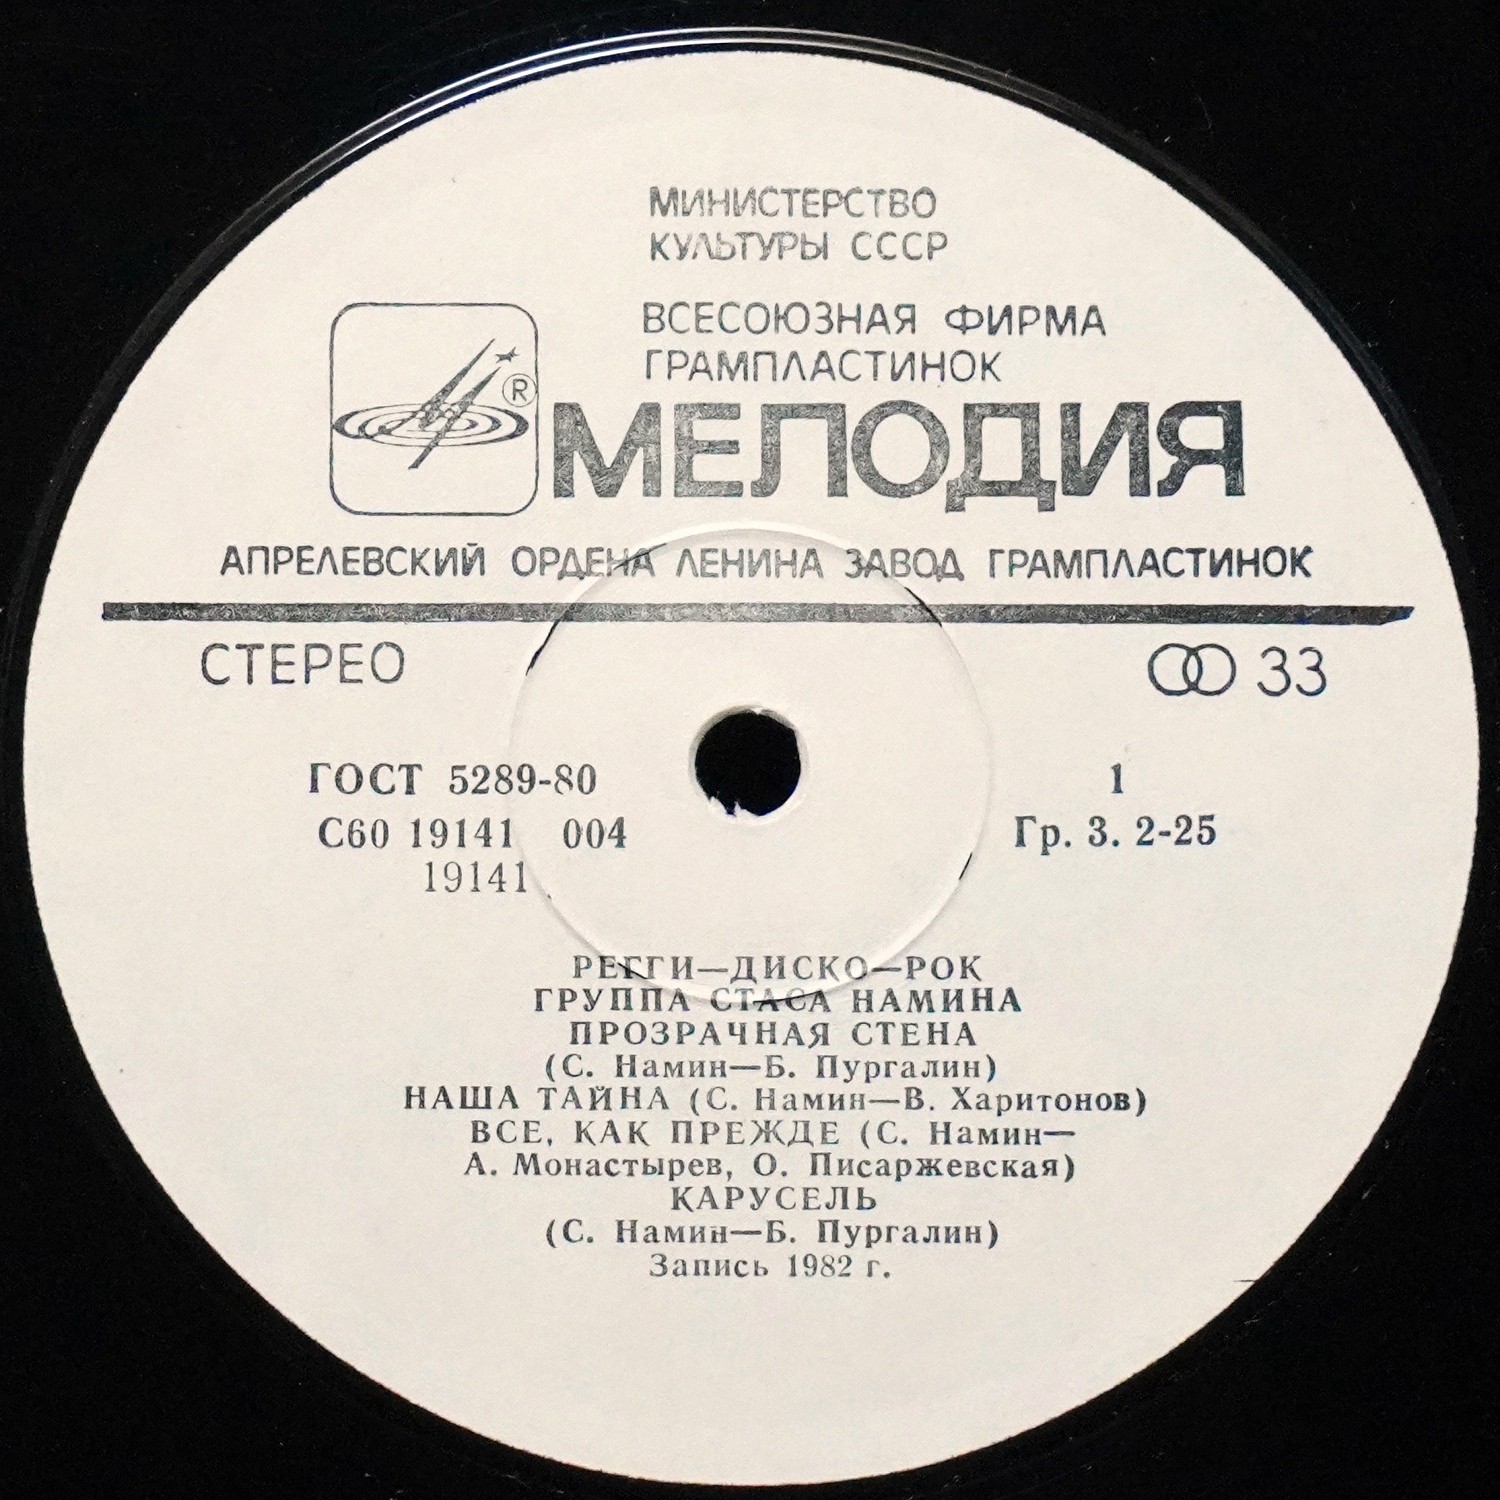 МИНИСТЕРСТВО
КУЛЬТУРЫ СССР
ВСЕСОЮЗНАЯ ФИРМА
ГРАМПЛАСТИНОК
®
МЕЛОДИЯ
АПРЕЛЕВСКИЙ ОРДЕНА ЛЕНИНА ЗАВОД ГРАМПЛАСТИНОК
СТЕРЕО 33
ГОСТ 5289-80 1
С60 19141 004 Гр. 3. 2-25
19141
РЕГГИ—ДИСКО—РОК
ГРУППА СТАСА НАМИНА
ПРОЗРАЧНАЯ СТЕНА
(С. Намин—Б. Пургалин)
НАША ТАЙНА (С. Намин—В. Харитонов)
ВСЕ, КАК ПРЕЖДЕ (С. Намин—
А. Монастырев, О. Писаржевская)
КАРУСЕЛЬ
(С. Намин—Б. Пургалин)
Запись 1982 г.